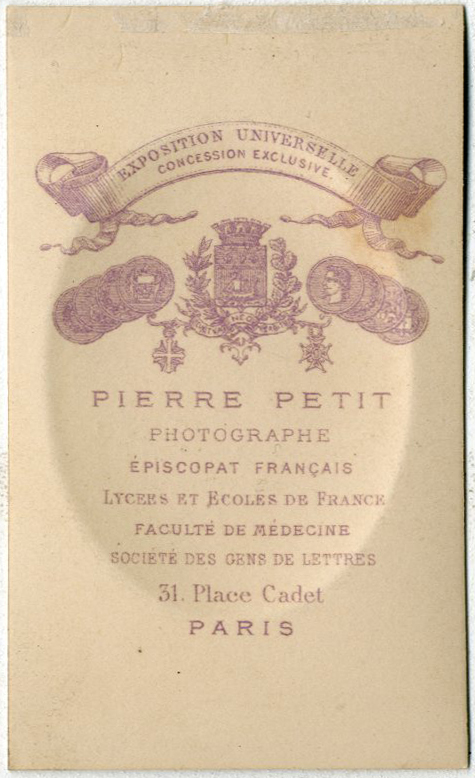 EXPOSITION UNIVERSELLE
CONCESSION EXCLUSIVE.
PIERRE PETIT
PHOTOGRAPHE
ÉPISCOPAT FRANÇAIS
LYCEES ET ECOLES DE FRANCE
FACULTÉ DE MÉDECINE
SOCIÉTÉ DES GENS DE LETTRES
31. Place Cadet
PARIS